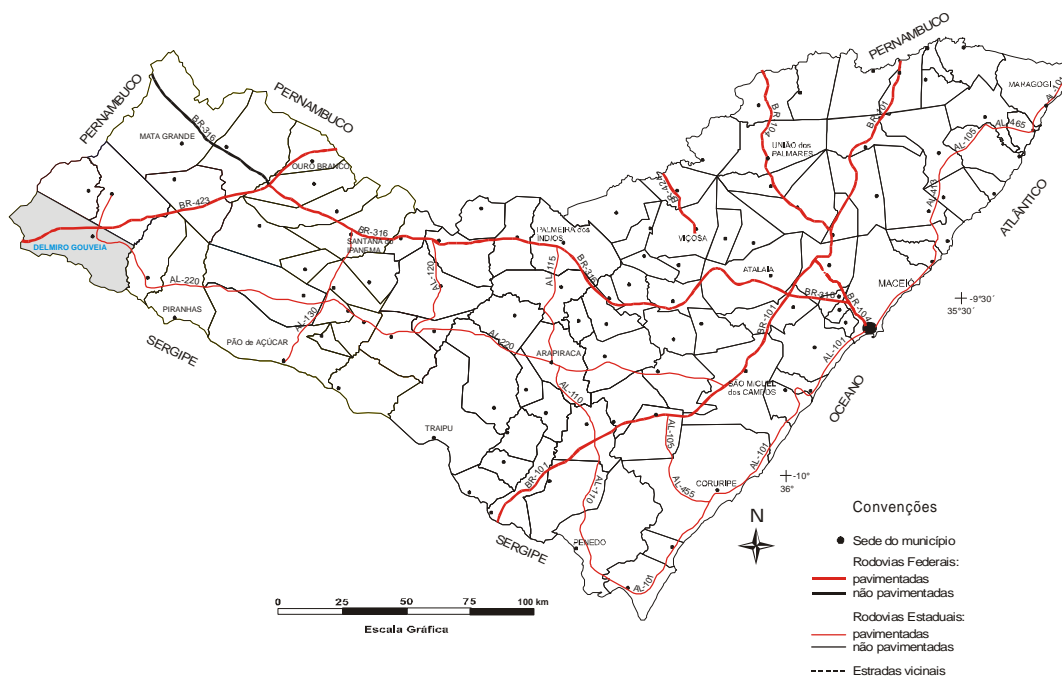 PERNAMBUCO
PERNAMBUCO
PERNAMBUCO
MARAGOGI
AL-101
AL-465
AL-105
AL-413
BR-101
BR-104
UNIÃO dos
PALMARES
BR-316
MATA GRANDE
OURO BRANCO
BR-423
DELMIRO GOUVEIA
BR-424
VIÇOSA
ATLÂNTICO
BR-316
SANTANA do
IPANEMA
PALMEIRA dos
ÍNDIOS
AL-120
AL-115
BR-316
ATALAIA
BR-316
BR-104
MACEIÓ
-9°30´
35°30´
AL-220
PIRANHAS
AL-130
PÃO de AÇÚCAR
SERGIPE
AL-220
ARAPIRACA
BR-101
AL-101
OCEANO
SÃO MIGUEL
dos CAMPOS
AL-110
TRAIPU
AL-105
AL-101
BR-101
AL-110
AL-455
CORURIPE
-10°
36°
SERGIPE
PENEDO
AL-101
N
0 25 50 75 100 km
Escala Gráfica
Convenções
Sede do município
Rodovias Federais:
pavimentadas
não pavimentadas
Rodovias Estaduais:
pavimentadas
não pavimentadas
Estradas vicinais